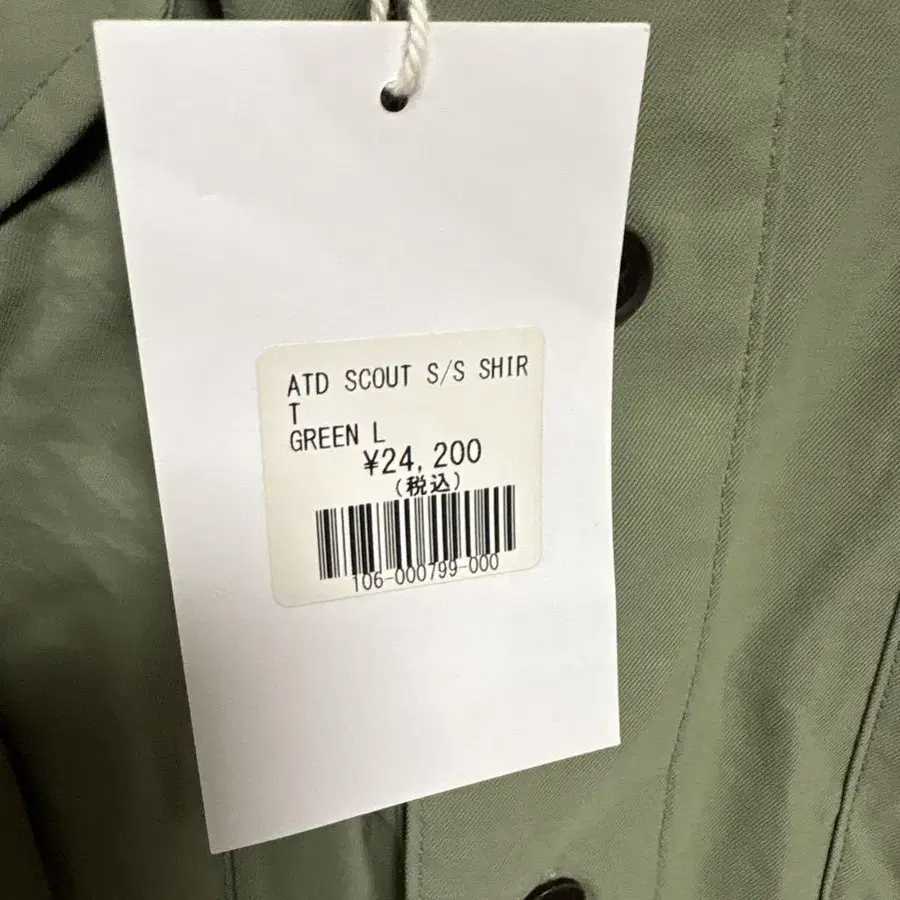 ATD SCOUT S/S SHIR
T
GREEN L
¥24,200
(税込)
106-000799-000